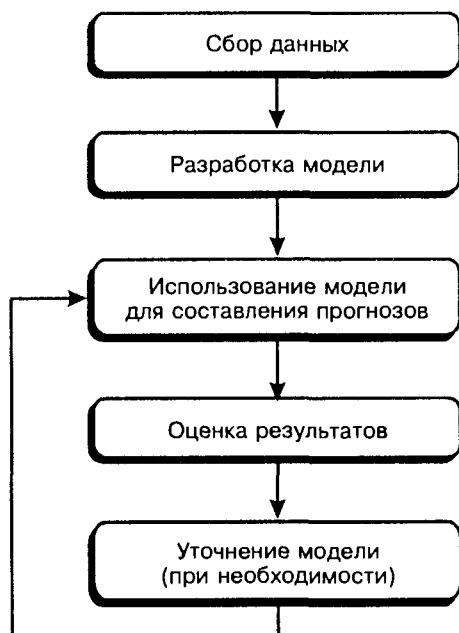 Сбор данных
Разработка модели
Использование модели
для составления прогнозов
Оценка результатов
Уточнение модели
(при необходимости)